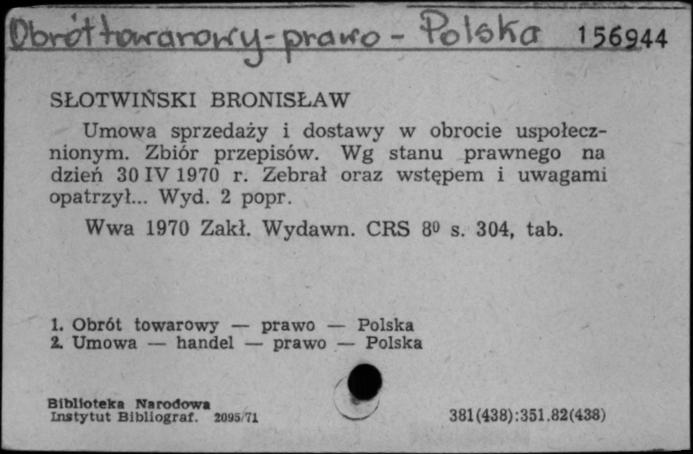 Obrót towarowy - prawo - Polska 156944
SŁOTWIŃSKI BRONISŁAW
Umowa sprzedaży i dostawy w obrocie uspołecz-
nionym. Zbiór przepisów. Wg stanu prawnego na
dzień 30 IV 1970 r. Zebrał oraz wstępem i uwagami
opatrzył... Wyd. 2 popr.
Wwa 1970 Zakł. Wydawn. CRS 8⁰ s. 304, tab.
1. Obrót towarowy — prawo — Polska
2. Umowa — handel — prawo — Polska
Biblioteka Narodowa
Instytut Bibliograf. 2095/71
381(438):351.82(438)